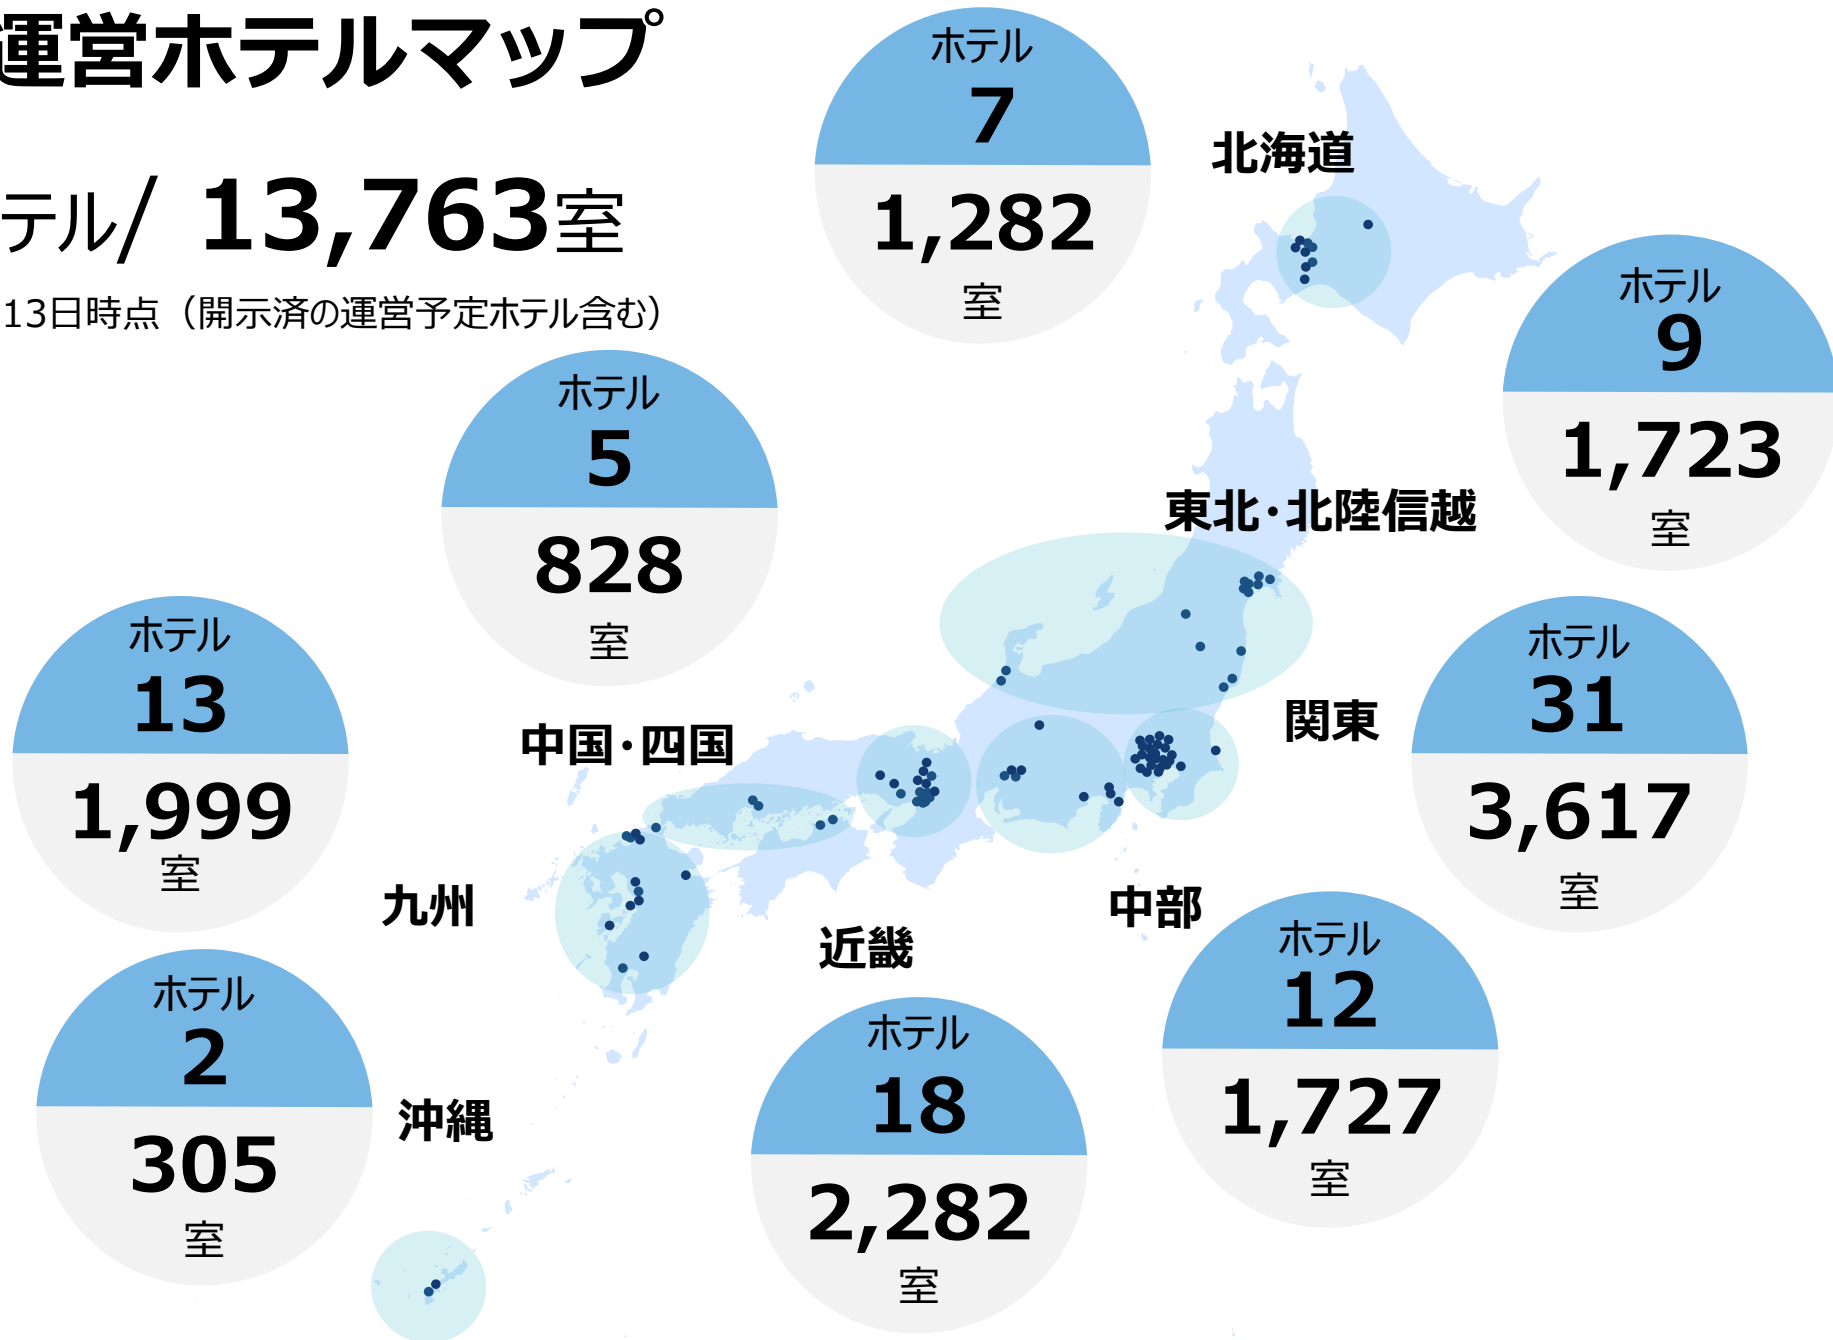 運営ホテルマップ
テル/ 13,763室
13日時点（開示済の運営予定ホテル含む）
ホテル
7
1,282
室
北海道
ホテル
9
1,723
室
東北・北陸信越
ホテル
5
828
室
中国・四国
ホテル
31
3,617
室
関東
ホテル
13
1,999
室
九州
中部
ホテル
12
1,727
室
近畿
ホテル
18
2,282
室
沖縄
ホテル
2
305
室